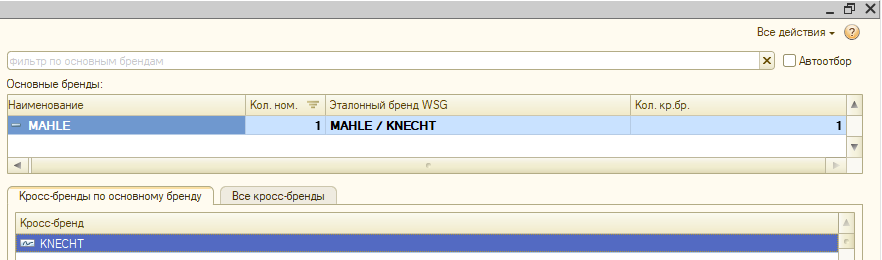 Все действия
фильтр по основным брендам
Автоотбор
Основные бренды:
Наименование Кол. ном. Эталонный бренд WSG Кол. кр.бр.
MAHLE 1 MAHLE / KNECHT 1
Кросс-бренды по основному бренду Все кросс-бренды
Кросс-бренд
KNECHT